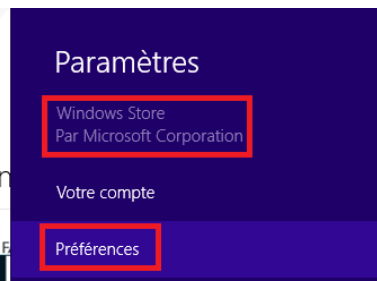 Paramètres
Windows Store
Par Microsoft Corporation
Votre compte
Préférences